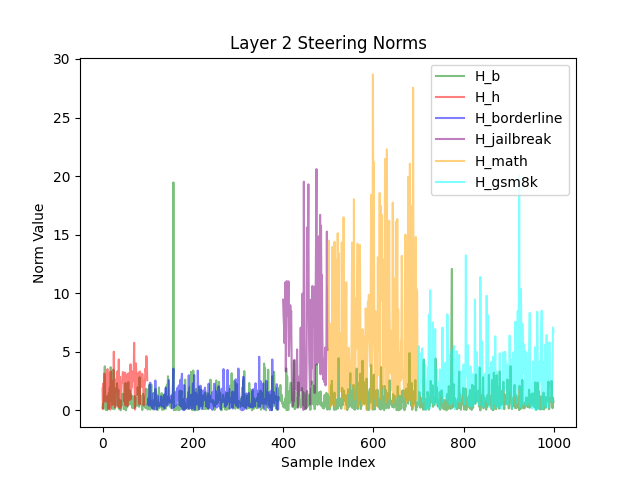 Layer 2 Steering Norms
30
25
20
15
10
5
0
Norm Value
H_b
H_h
H_borderline
H_jailbreak
H_math
H_gsm8k
0 200 400 600 800 1000
Sample Index